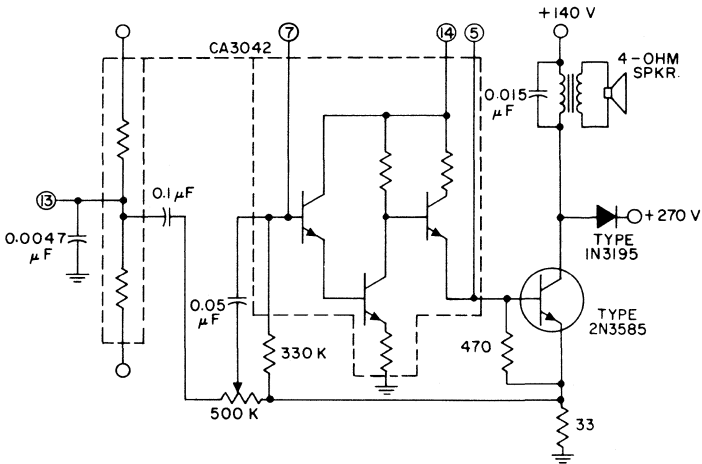 +140 V
⑦
⑭
⑤
CA3042
4-OHM
SPKR.
0.015
μF
⑬
0.1 μF
+270 V
TYPE
1N3195
0.0047
μF
0.05
μF
TYPE
2N3585
330 K
470
500 K
33